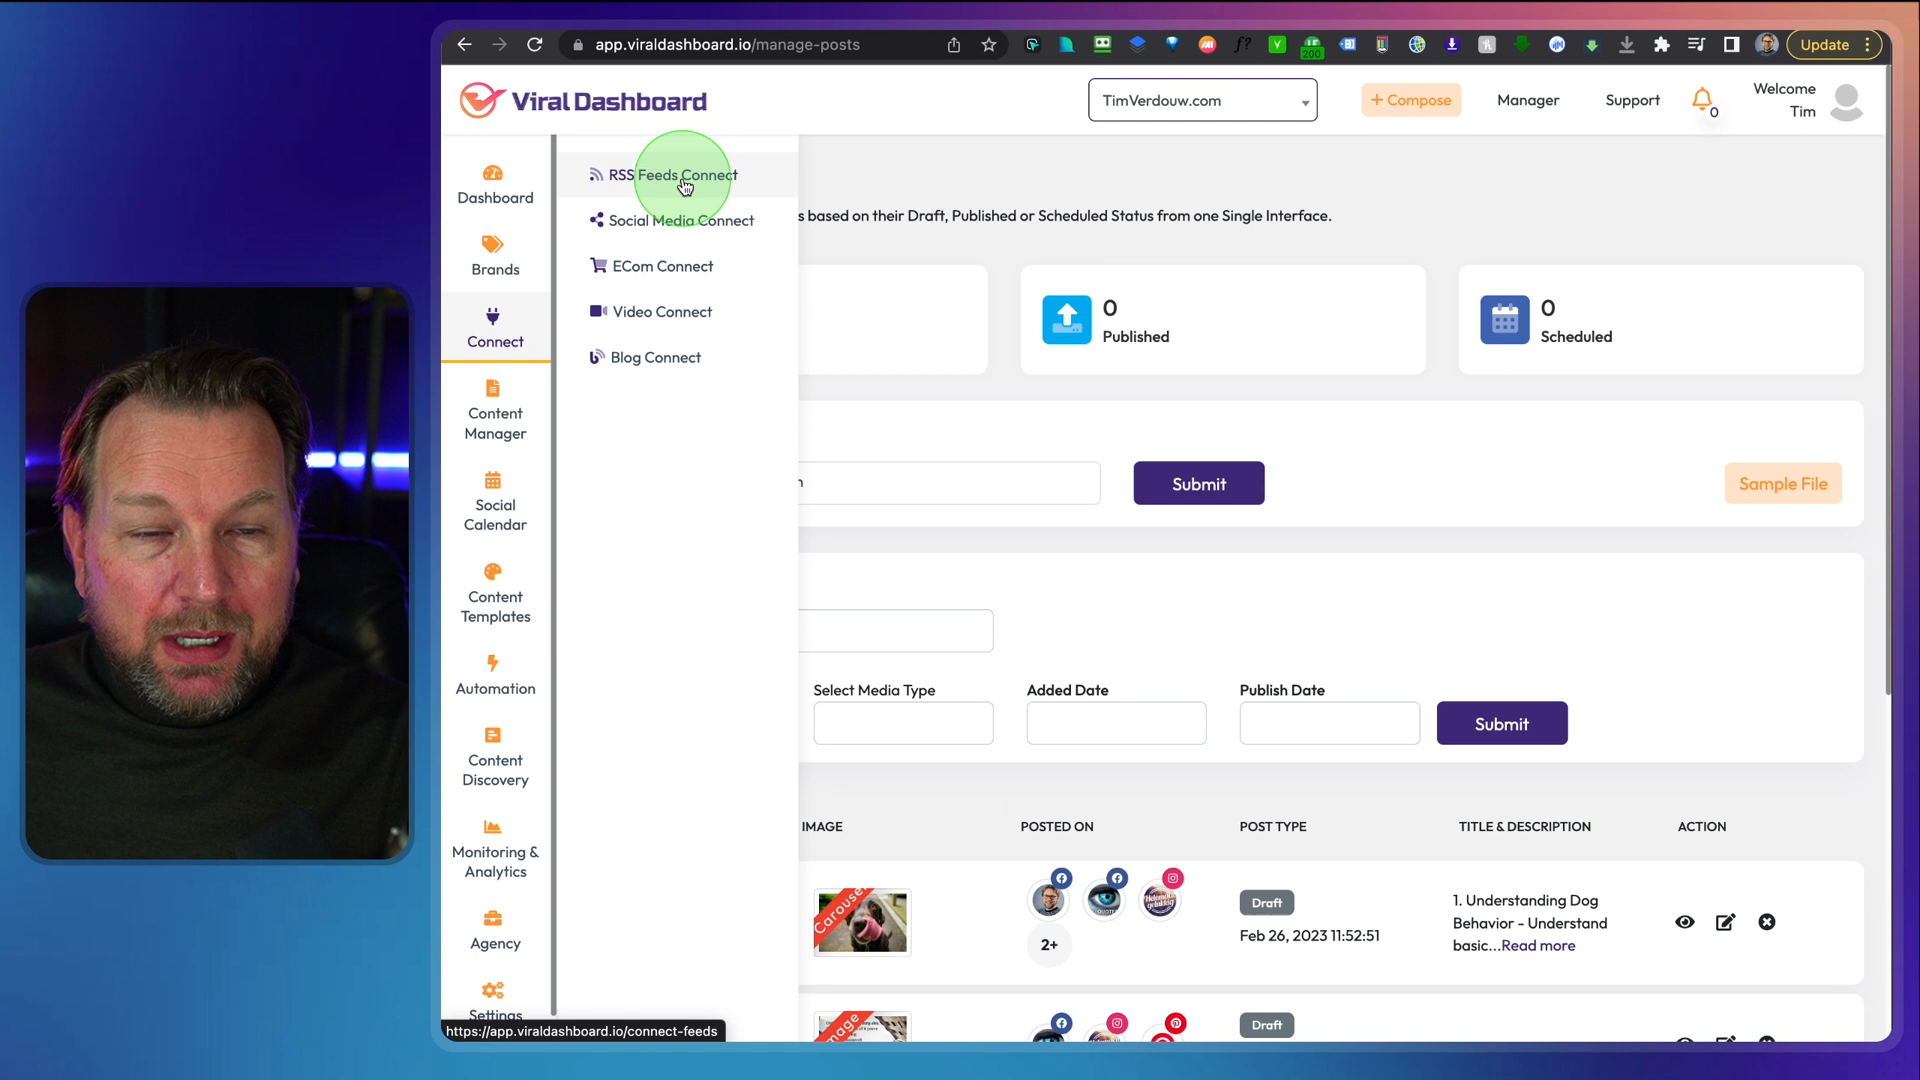 app.viraldashboard.io/manage-posts
200
Update
Viral Dashboard
TimVerdouw.com
+ Compose
Manager
Support
0
Welcome
Tim
Dashboard
Brands
Connect
Content
Manager
Social
Calendar
Content
Templates
Automation
Content
Discovery
Monitoring &
Analytics
Agency
Settings
RSS Feeds Connect
Social Media Connect
ECom Connect
Video Connect
Blog Connect
s based on their Draft, Published or Scheduled Status from one Single Interface.
0
Published
0
Scheduled
Submit
Sample File
Select Media Type
Added Date
Publish Date
Submit
IMAGE
POSTED ON
POST TYPE
TITLE & DESCRIPTION
ACTION
Carousel
2+
Draft
Feb 26, 2023 11:52:51
1. Understanding Dog
Behavior - Understand
basic...Read more
Image
Draft
https://app.viraldashboard.io/connect-feeds